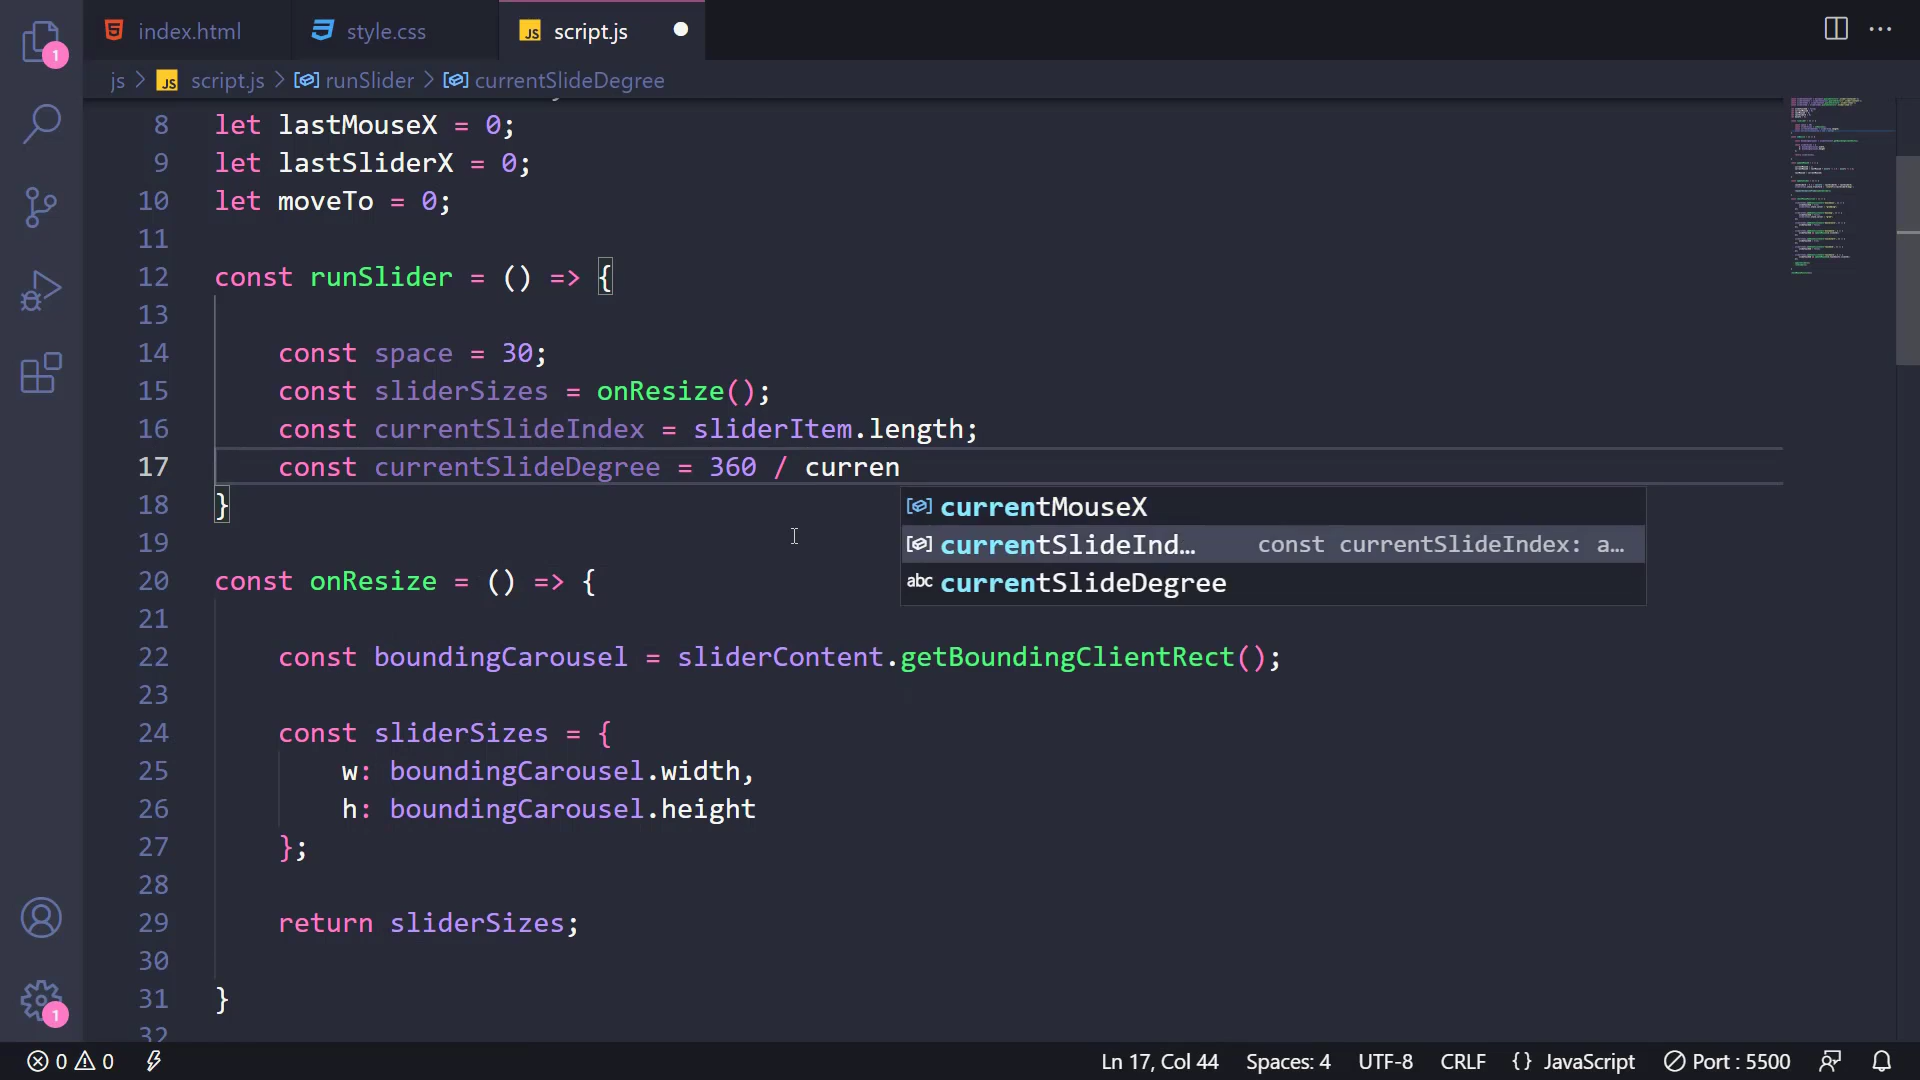 index.html
style.css
JS script.js
js > JS script.js > runSlider > currentSlideDegree
8 let lastMouseX = 0;
9 let lastSliderX = 0;
10 let moveTo = 0;
11
12 const runSlider = () => {
13
14 const space = 30;
15 const sliderSizes = onResize();
16 const currentSlideIndex = sliderItem.length;
17 const currentSlideDegree = 360 / curren
currentMouseX
18 }
currentSlideInd… const currentSlideIndex: a…
19
abc currentSlideDegree
20 const onResize = () => {
21
22 const boundingCarousel = sliderContent.getBoundingClientRect();
23
24 const sliderSizes = {
25 w: boundingCarousel.width,
26 h: boundingCarousel.height
27 };
28
29 return sliderSizes;
30
31 }
32
1
1
0 0 Ln 17, Col 44 Spaces: 4 UTF-8 CRLF {} JavaScript Port : 5500